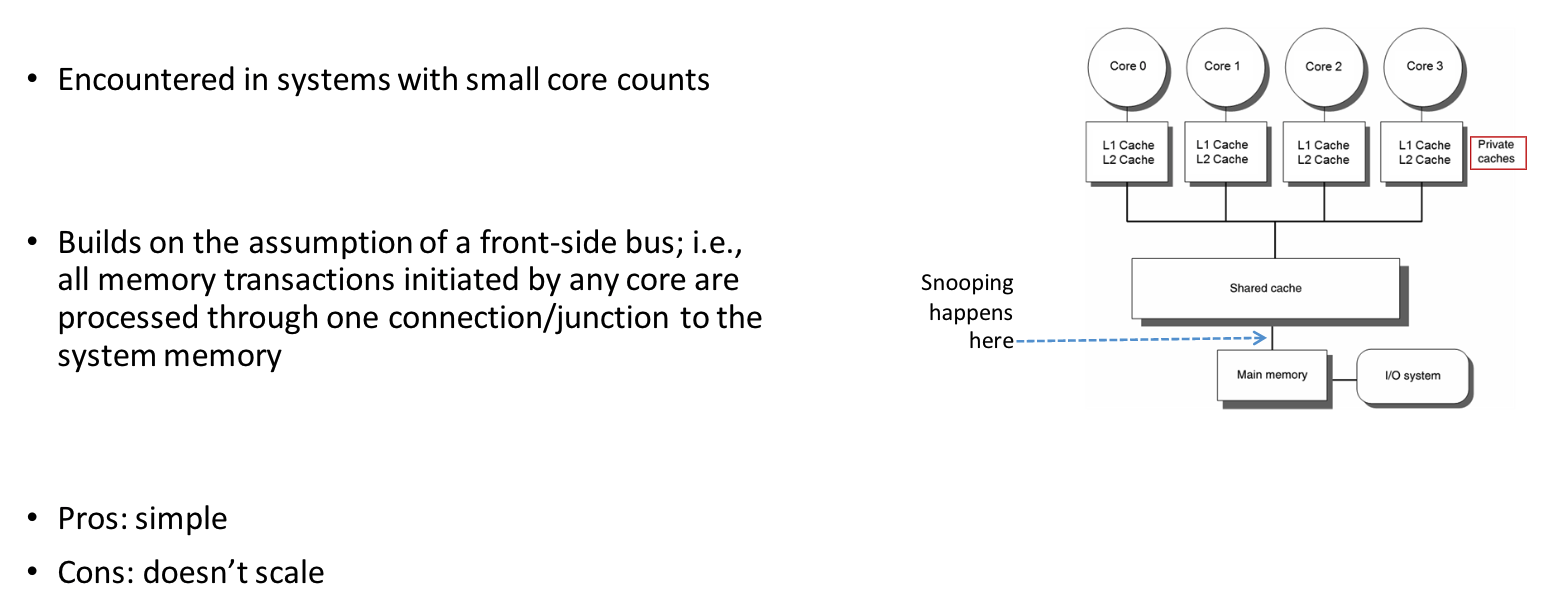 • Encountered in systems with small core counts
• Builds on the assumption of a front-side bus; i.e.,
all memory transactions initiated by any core are
processed through one connection/junction to the
system memory
• Pros: simple
• Cons: doesn’t scale
Core 0
Core 1
Core 2
Core 3
L1 Cache
L2 Cache
L1 Cache
L2 Cache
L1 Cache
L2 Cache
L1 Cache
L2 Cache
Private
caches
Snooping
happens
here
Shared cache
Main memory
I/O system